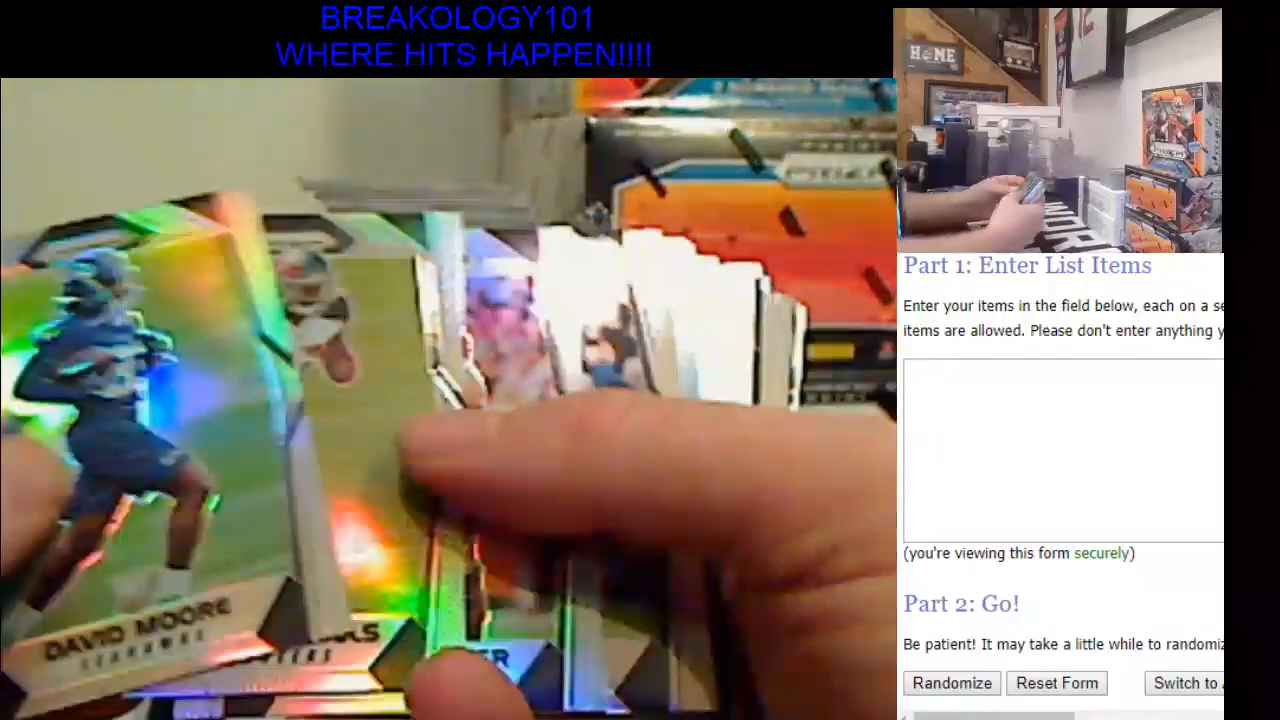 BREAKOLOGY101
WHERE HITS HAPPEN!!!!
HOME
12
Part 1: Enter List Items
Enter your items in the field below, each on a se
items are allowed. Please don't enter anything y
(you're viewing this form securely)
Part 2: Go!
Be patient! It may take a little while to randomiz
Randomize
Reset Form
Switch to
DAVID MOORE
SEAHAWKS